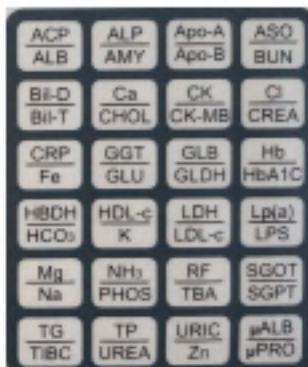 ACP ALP Apo-A ASO
ALB AMY Apo-B BUN
Bil-D Ca CK Cl
Bil-T CHOL CK-MB CREA
CRP GGT GLB Hb
Fe GLU GLDH HbA1C
HBDH HDL-c LDH Lp(a)
HCO₃ K LDL-c LPS
Mg NH₃ RF SGOT
Na PHOS TBA SGPT
TG TP URIC µALB
TIBC UREA Zn µPRO